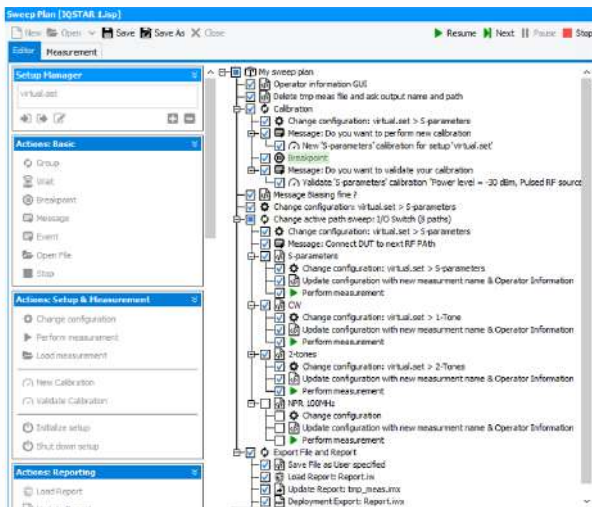 Sweep Plan [IQSTAR 1.isp]
New Open Save Save As Close
Resume Next Pause Stop
Editor Measurement
Setup Manager
virtual.set
Actions: Basic
Group
Wait
Breakpoint
Message
Event
Open File
Stop
Actions: Setup & Measurement
Change configuration
Perform measurement
Load measurement
New Calibration
Validate Calibration
Initialize setup
Shut down setup
Actions: Reporting
Load Report
My sweep plan
Operator information GUI
Delete tmp meas file and ask output name and path
Calibration
Change configuration: virtual.set > S-parameters
Message: Do you want to perform new calibration
New 'S-parameters' calibration for setup 'virtual.set'
Breakpoint
Message: Do you want to validate your calibration
Validate 'S-parameters' calibration 'Power level = -30 dBm, Pulsed RF source
Message Biasing fine ?
Change configuration: virtual.set > S-parameters
Change active path sweep: I/O Switch (8 paths)
Change configuration: virtual.set > S-parameters
Message: Connect DUT to next RF PAth
S-parameters
Change configuration: virtual.set > S-parameters
Update configuration with new measurment name & Operator Information
Perform measurement
CW
Change configuration: virtual.set > 1-Tone
Update configuration with new measurment name & Operator Information
Perform measurement
2-tones
Change configuration: virtual.set > 2-Tones
Update configuration with new measurment name & Operator Information
Perform measurement
NPR 100MHz
Change configuration
Update configuration with new measurment name & Operator Information
Perform measurement
Export File and Report
Save File as User specified
Load Report: Report.iw
Update Report: tmp_meas.imx
Deployment Export: Report.iwx